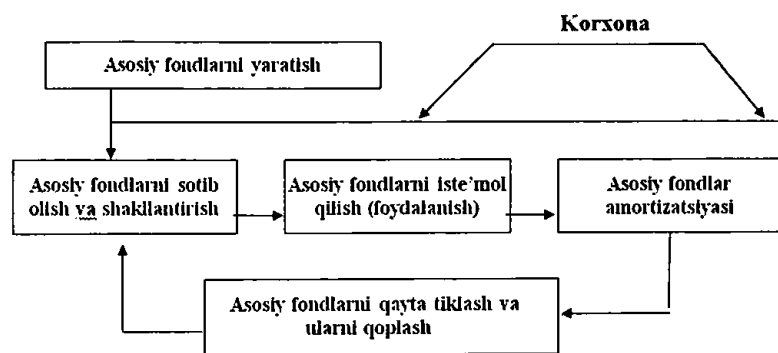 Korxona
Asosiy fondlarni yaratish
Asosiy fondlarni sotib
olish va shakllantirish
Asosiy fondlarni iste’mol
qilish (foydalanish)
Asosiy fondlar
amortizatsiyasi
Asosiy fondlarni qayta tiklash va
ularni qoplash